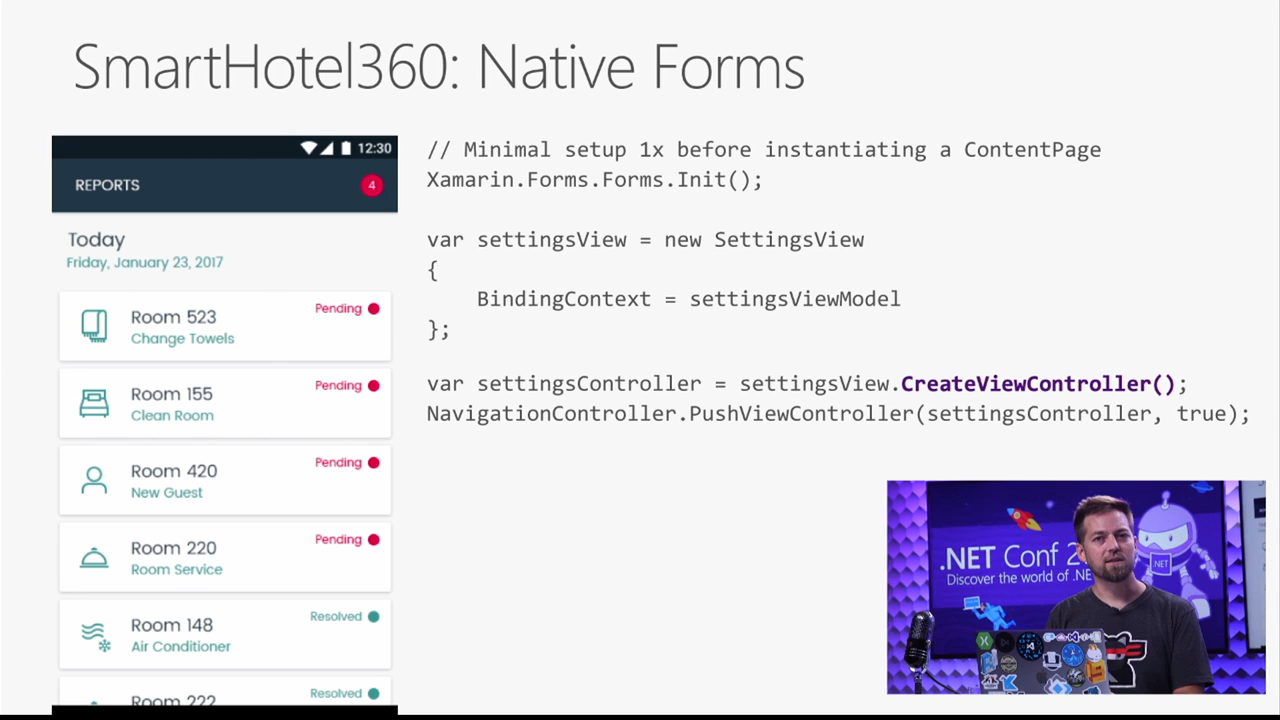 SmartHotel360: Native Forms
12:30
REPORTS
4
Today
Friday, January 23, 2017
Room 523
Change Towels
Pending
Room 155
Clean Room
Pending
Room 420
New Guest
Pending
Room 220
Room Service
Pending
Room 148
Air Conditioner
Resolved
Room 222
Resolved
// Minimal setup 1x before instantiating a ContentPage
Xamarin.Forms.Forms.Init();
var settingsView = new SettingsView
{
    BindingContext = settingsViewModel
};
var settingsController = settingsView.CreateViewController();
NavigationController.PushViewController(settingsController, true);
.NET Conf
Discover the world of .NE
.NET